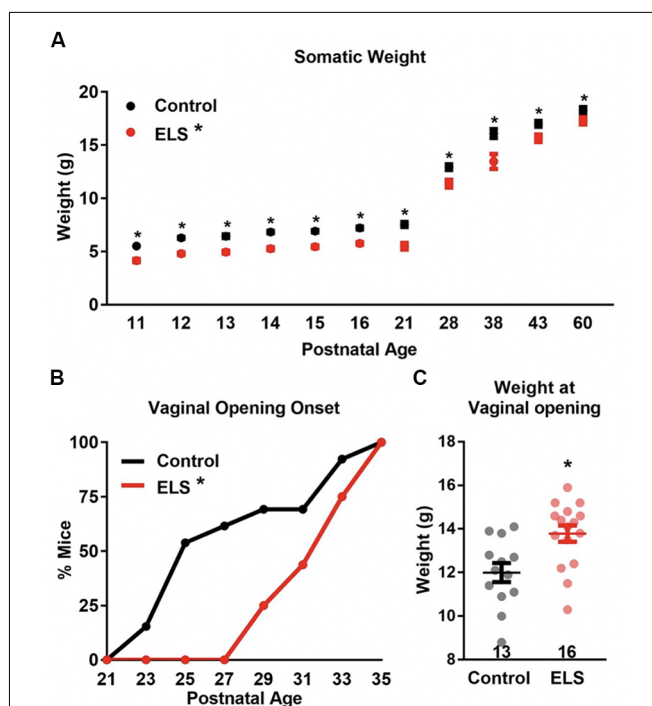 A
Somatic Weight
20
15
10
5
0
Weight (g)
Control
ELS *
* * * * * * * * * * *
11 12 13 14 15 16 21 28 38 43 60
Postnatal Age
B
Vaginal Opening Onset
100
75
50
25
0
% Mice
Control
ELS *
21 23 25 27 29 31 33 35
Postnatal Age
C
Weight at
Vaginal opening
18
16
14
12
10
8
Weight (g)
*
13 16
Control ELS